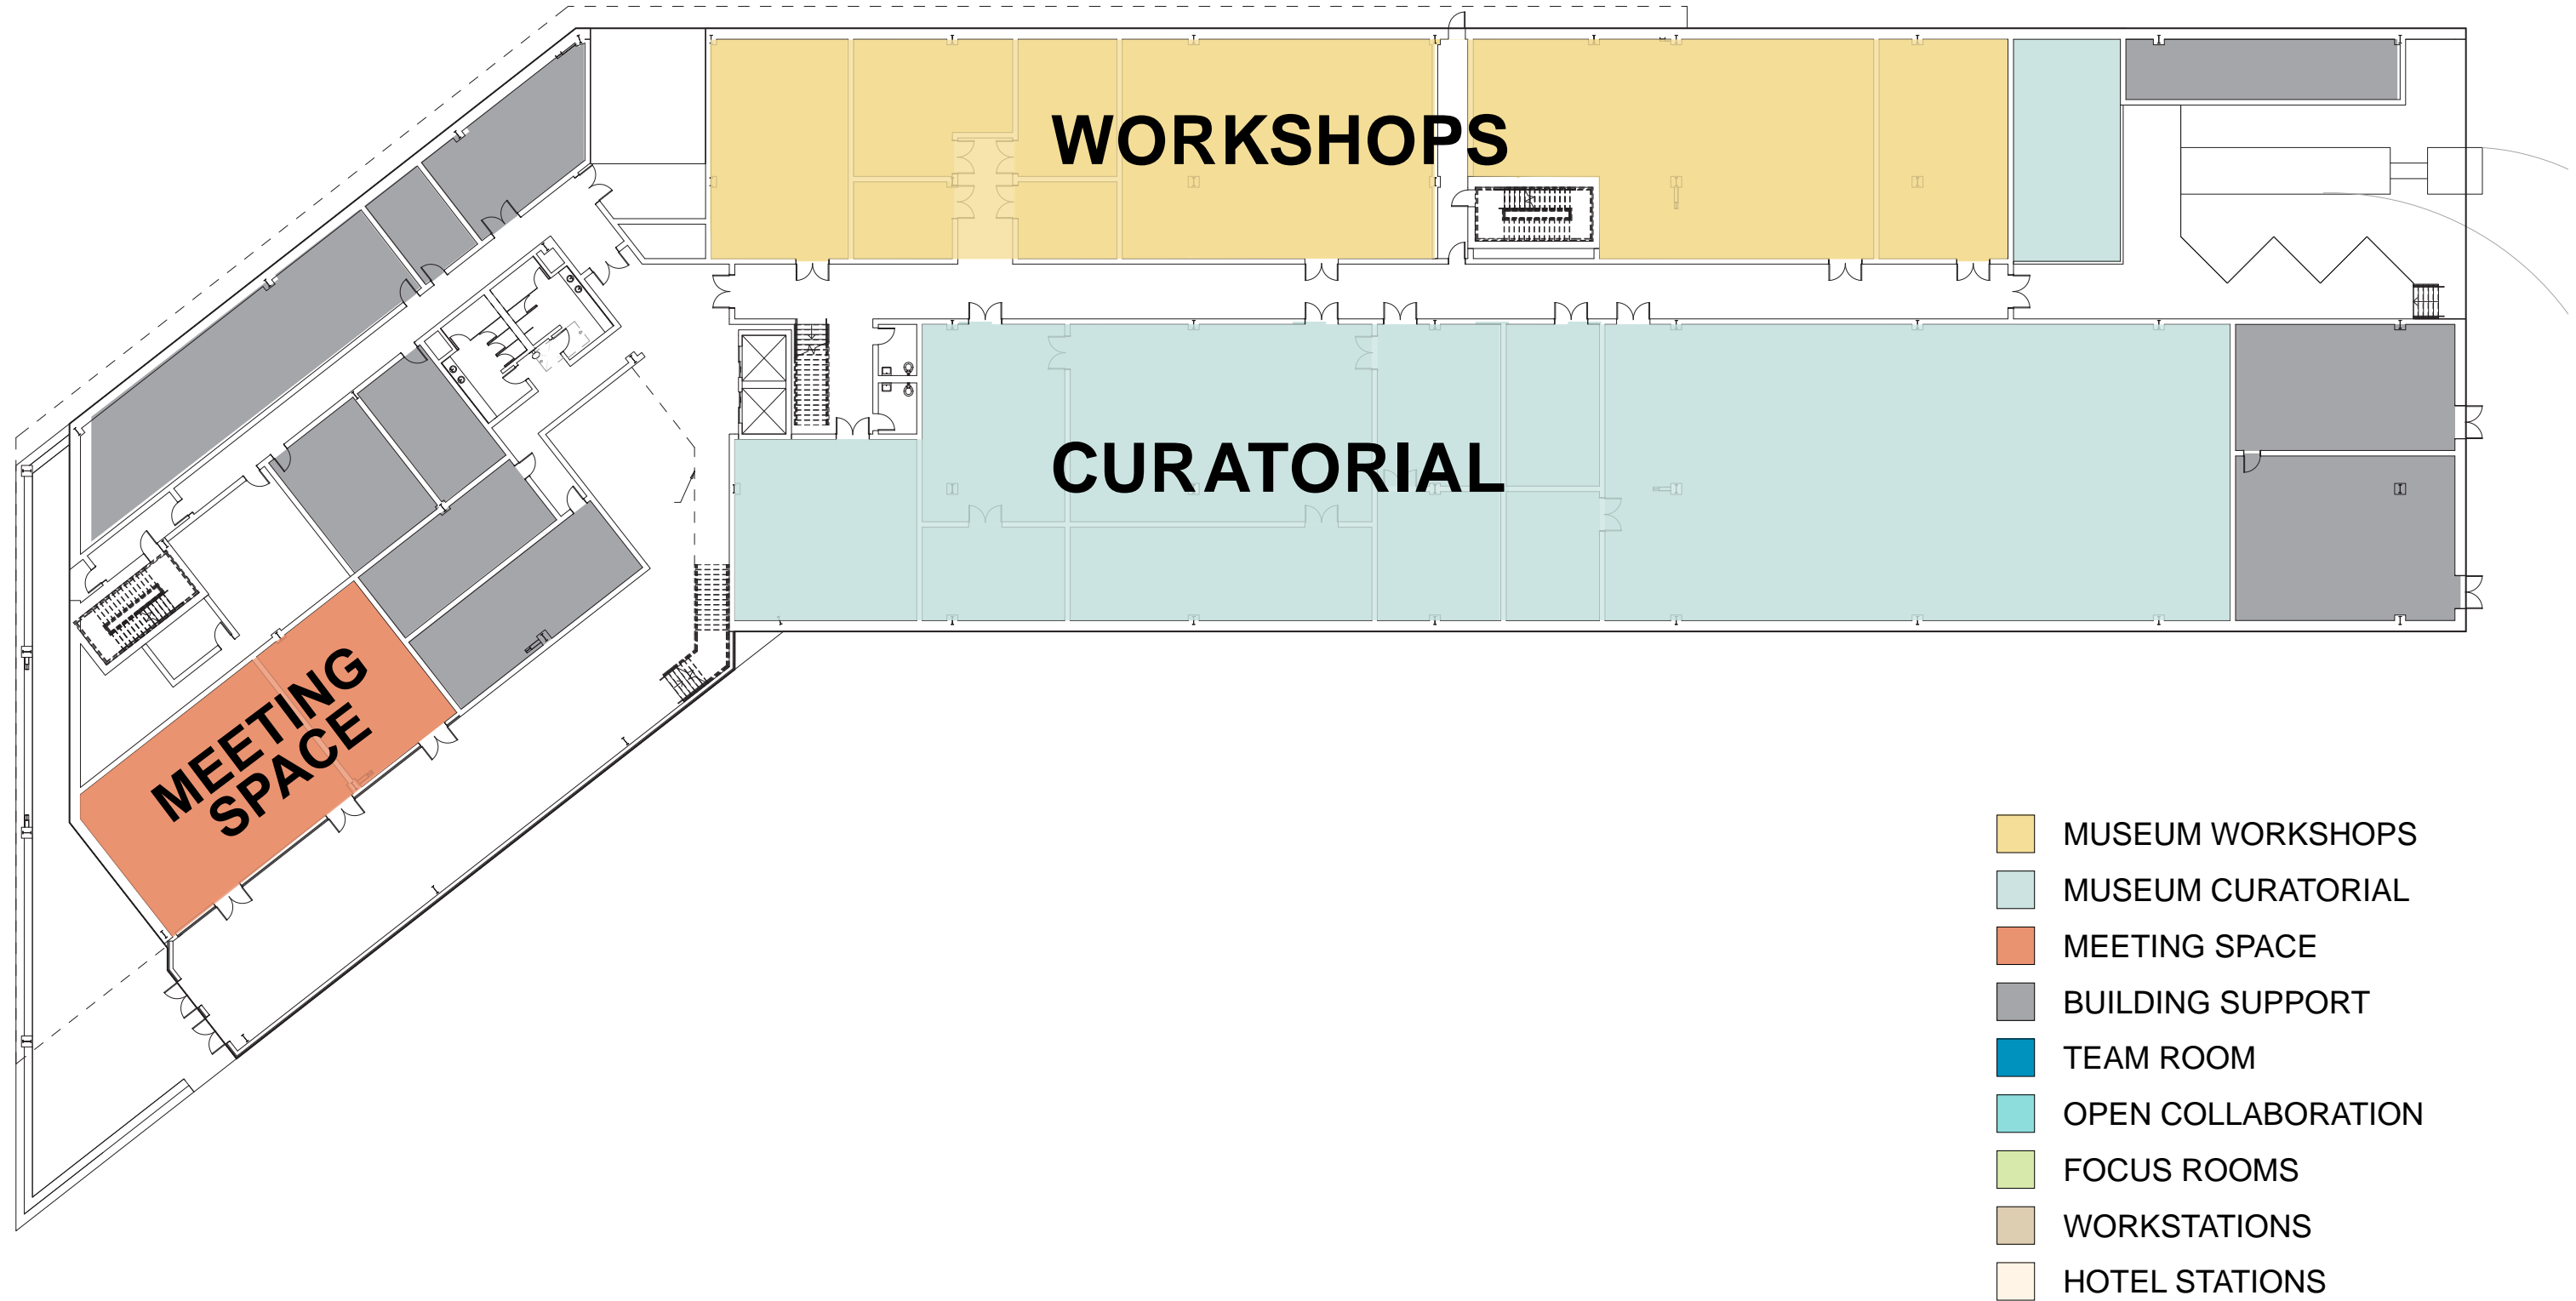 WORKSHOPS
CURATORIAL
MEETING
SPACE
MUSEUM WORKSHOPS
MUSEUM CURATORIAL
MEETING SPACE
BUILDING SUPPORT
TEAM ROOM
OPEN COLLABORATION
FOCUS ROOMS
WORKSTATIONS
HOTEL STATIONS